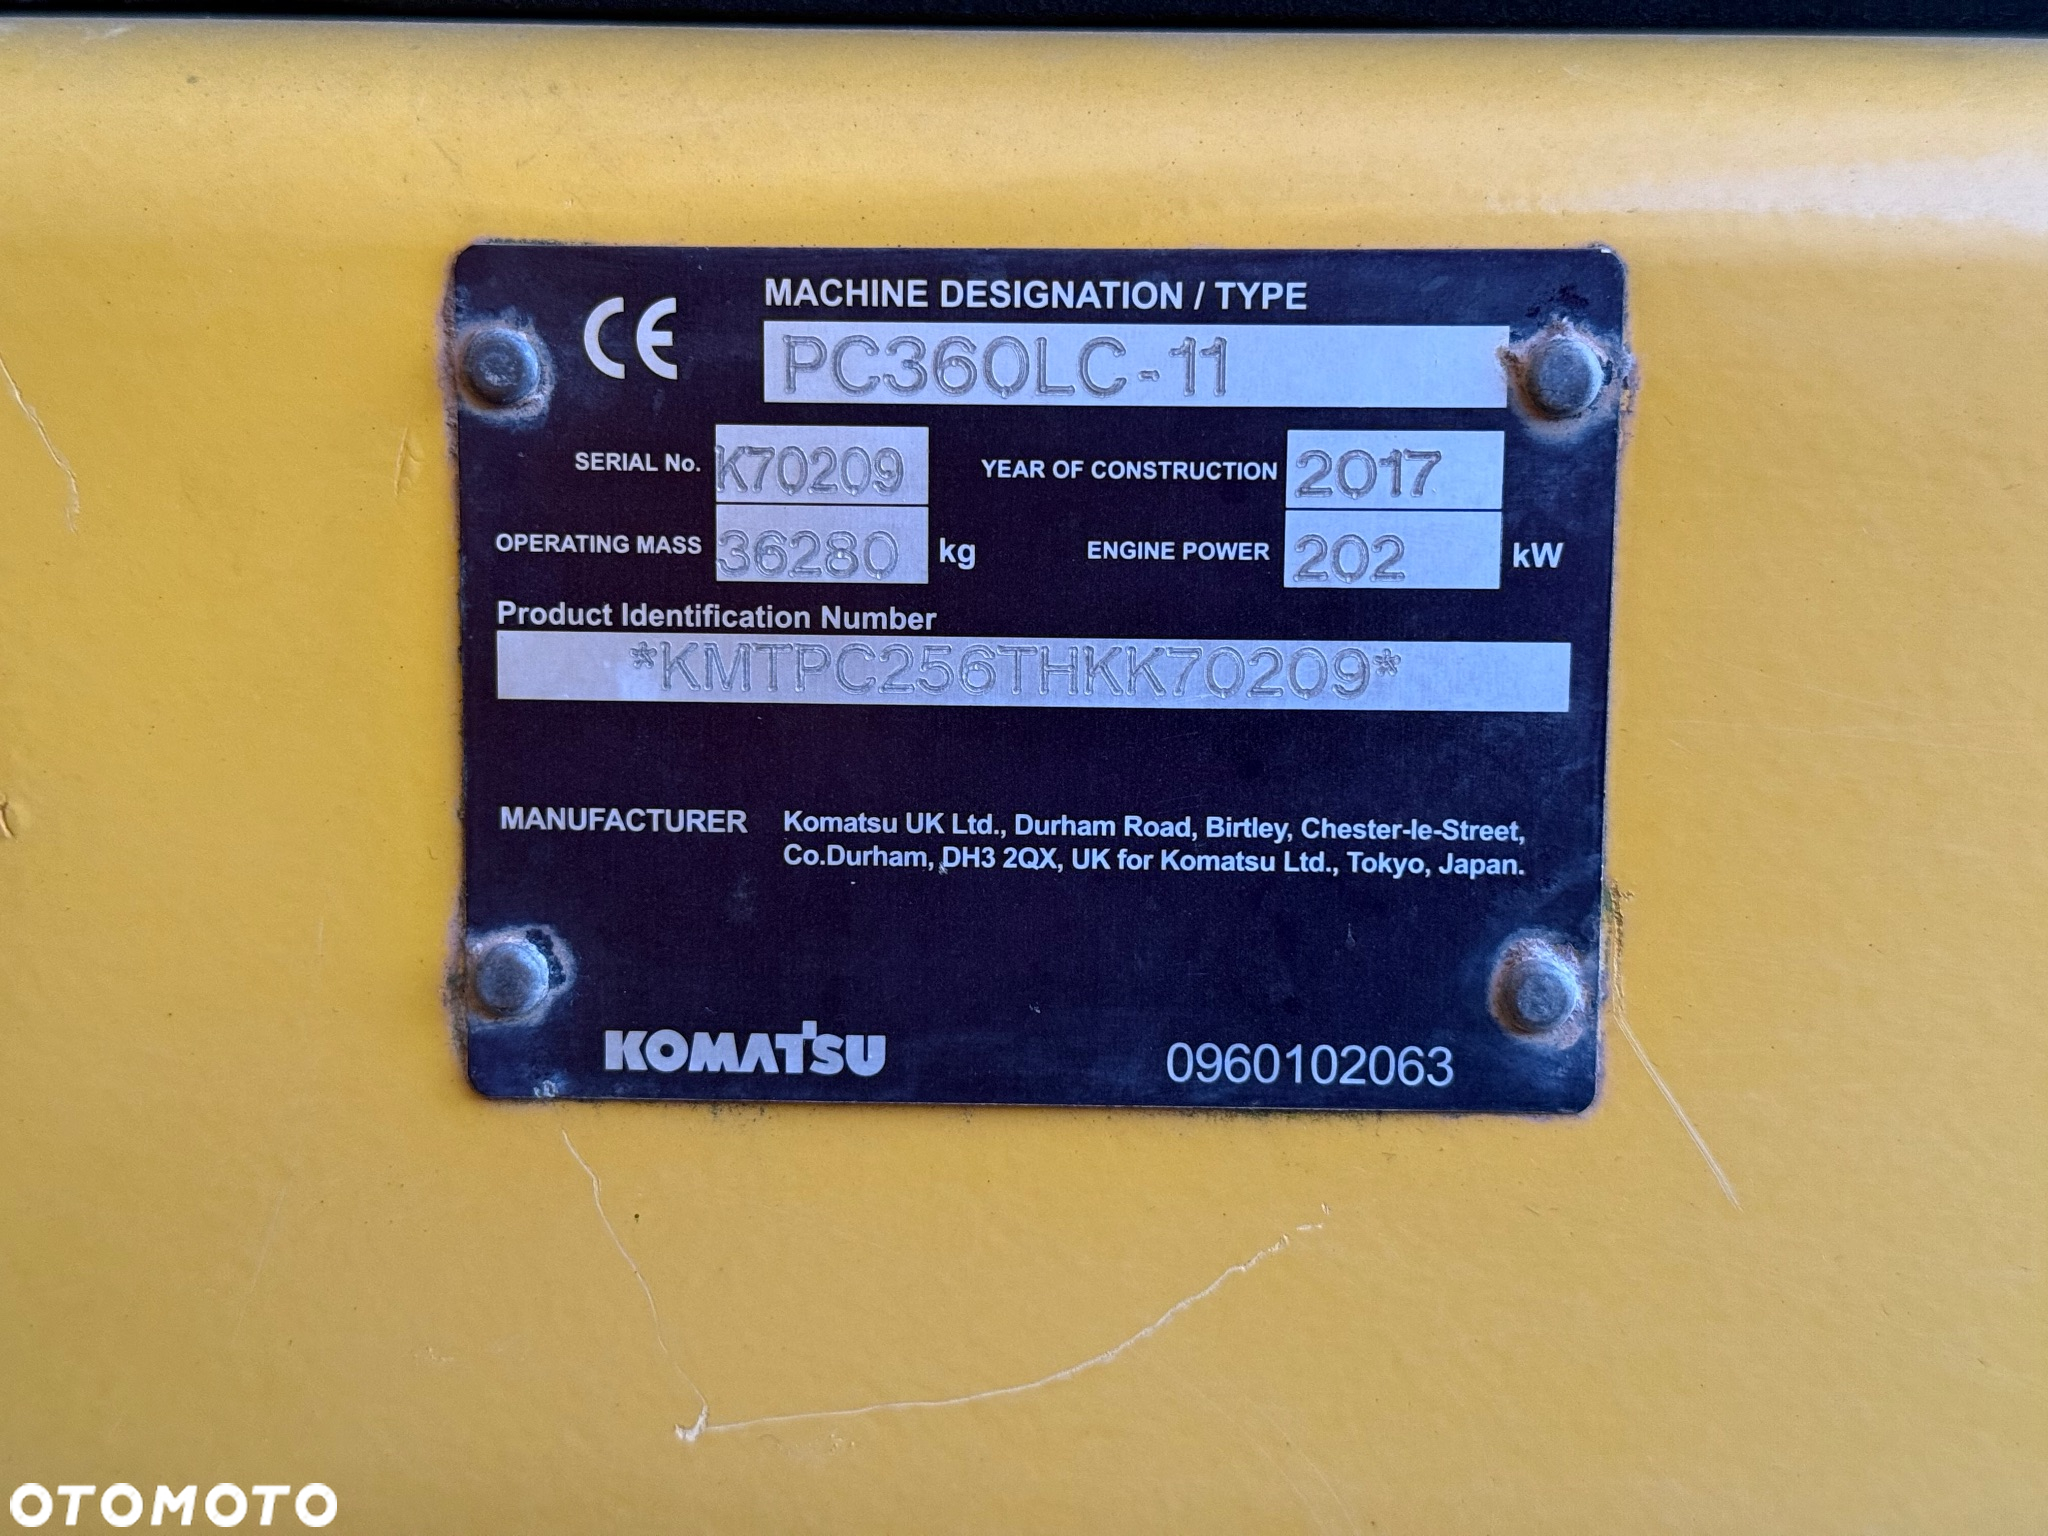 CE
MACHINE DESIGNATION / TYPE
PC360LC-11
SERIAL No. K70209 YEAR OF CONSTRUCTION 2017
OPERATING MASS 36280 kg ENGINE POWER 202 kW
Product Identification Number
*KMTPC256THKK70209*
MANUFACTURER Komatsu UK Ltd., Durham Road, Birtley, Chester-le-Street,
Co.Durham, DH3 2QX, UK for Komatsu Ltd., Tokyo, Japan.
KOMATSU 0960102063
OTOMOTO